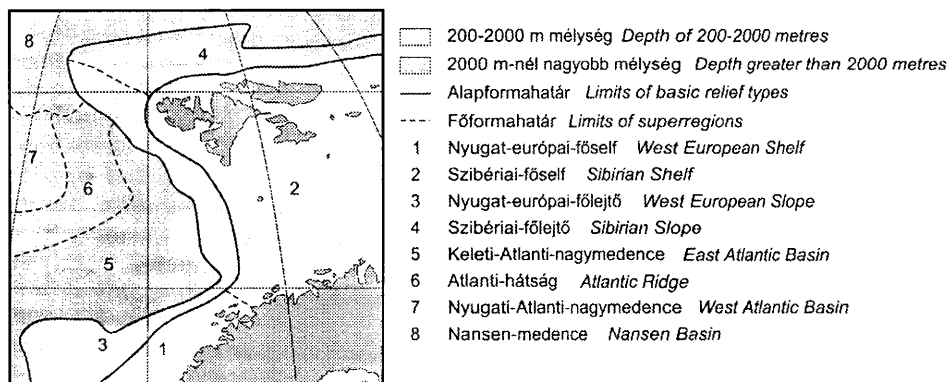 8
4
7
6
2
5
3
1
200-2000 m mélység Depth of 200-2000 metres
2000 m-nél nagyobb mélység Depth greater than 2000 metres
Alapformahatár Limits of basic relief types
Főformahatár Limits of superregions
1 Nyugat-európai-főself West European Shelf
2 Szibériai-főself Sibirian Shelf
3 Nyugat-európai-főlejtő West European Slope
4 Szibériai-főlejtő Sibirian Slope
5 Keleti-Atlanti-nagymedence East Atlantic Basin
6 Atlanti-hátság Atlantic Ridge
7 Nyugati-Atlanti-nagymedence West Atlantic Basin
8 Nansen-medence Nansen Basin